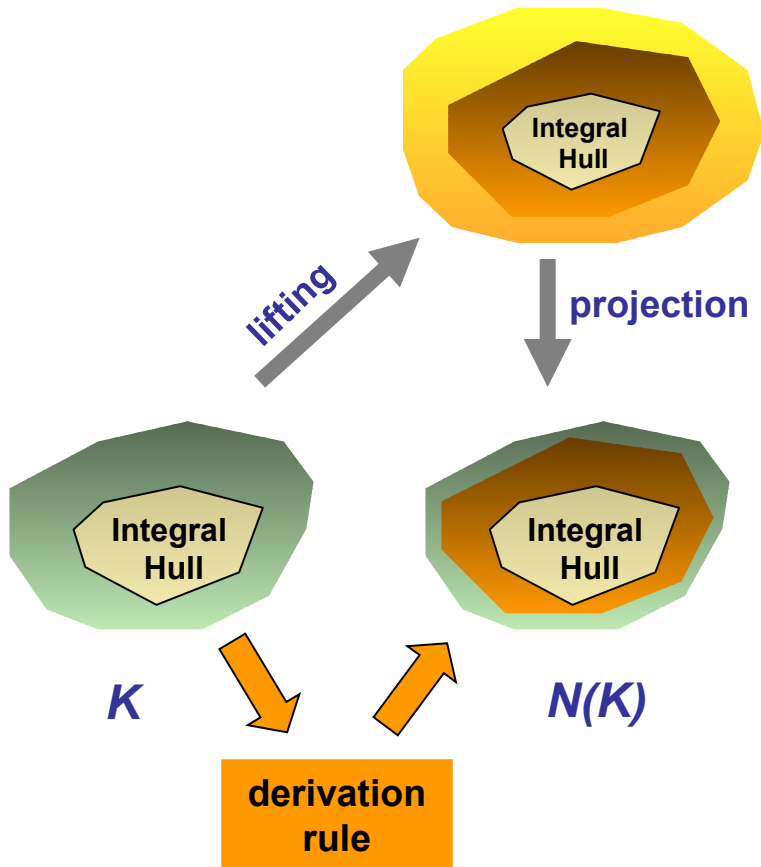 Integral
Hull
lifting
projection
Integral
Hull
Integral
Hull
K
N(K)
derivation
rule